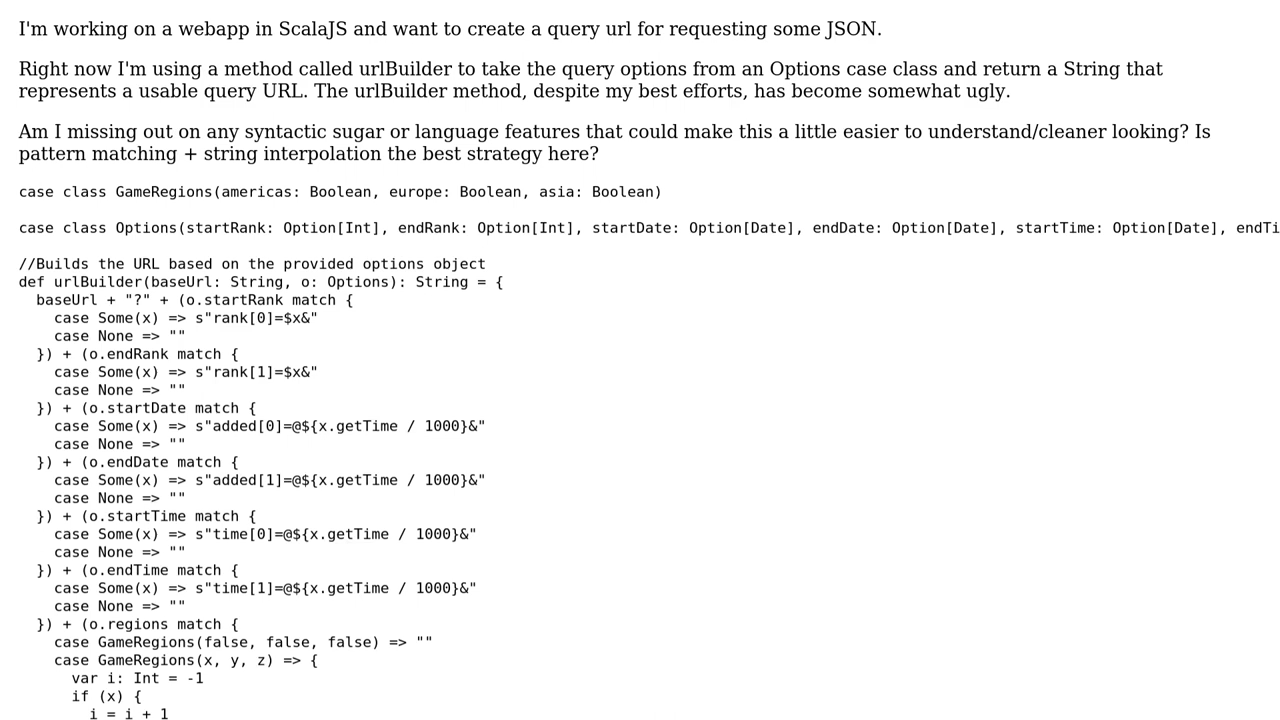 I'm working on a webapp in ScalaJS and want to create a query url for requesting some JSON.
Right now I'm using a method called urlBuilder to take the query options from an Options case class and return a String that
represents a usable query URL. The urlBuilder method, despite my best efforts, has become somewhat ugly.
Am I missing out on any syntactic sugar or language features that could make this a little easier to understand/cleaner looking? Is
pattern matching + string interpolation the best strategy here?
case class GameRegions(americas: Boolean, europe: Boolean, asia: Boolean)
case class Options(startRank: Option[Int], endRank: Option[Int], startDate: Option[Date], endDate: Option[Date], startTime: Option[Date], endTi
//Builds the URL based on the provided options object
def urlBuilder(baseUrl: String, o: Options): String = {
  baseUrl + "?" + (o.startRank match {
    case Some(x) => s"rank[0]=$x&"
    case None => ""
  }) + (o.endRank match {
    case Some(x) => s"rank[1]=$x&"
    case None => ""
  }) + (o.startDate match {
    case Some(x) => s"added[0]=@${x.getTime / 1000}&"
    case None => ""
  }) + (o.endDate match {
    case Some(x) => s"added[1]=@${x.getTime / 1000}&"
    case None => ""
  }) + (o.startTime match {
    case Some(x) => s"time[0]=@${x.getTime / 1000}&"
    case None => ""
  }) + (o.endTime match {
    case Some(x) => s"time[1]=@${x.getTime / 1000}&"
    case None => ""
  }) + (o.regions match {
    case GameRegions(false, false, false) => ""
    case GameRegions(x, y, z) => {
      var i: Int = -1
      if (x) {
        i = i + 1